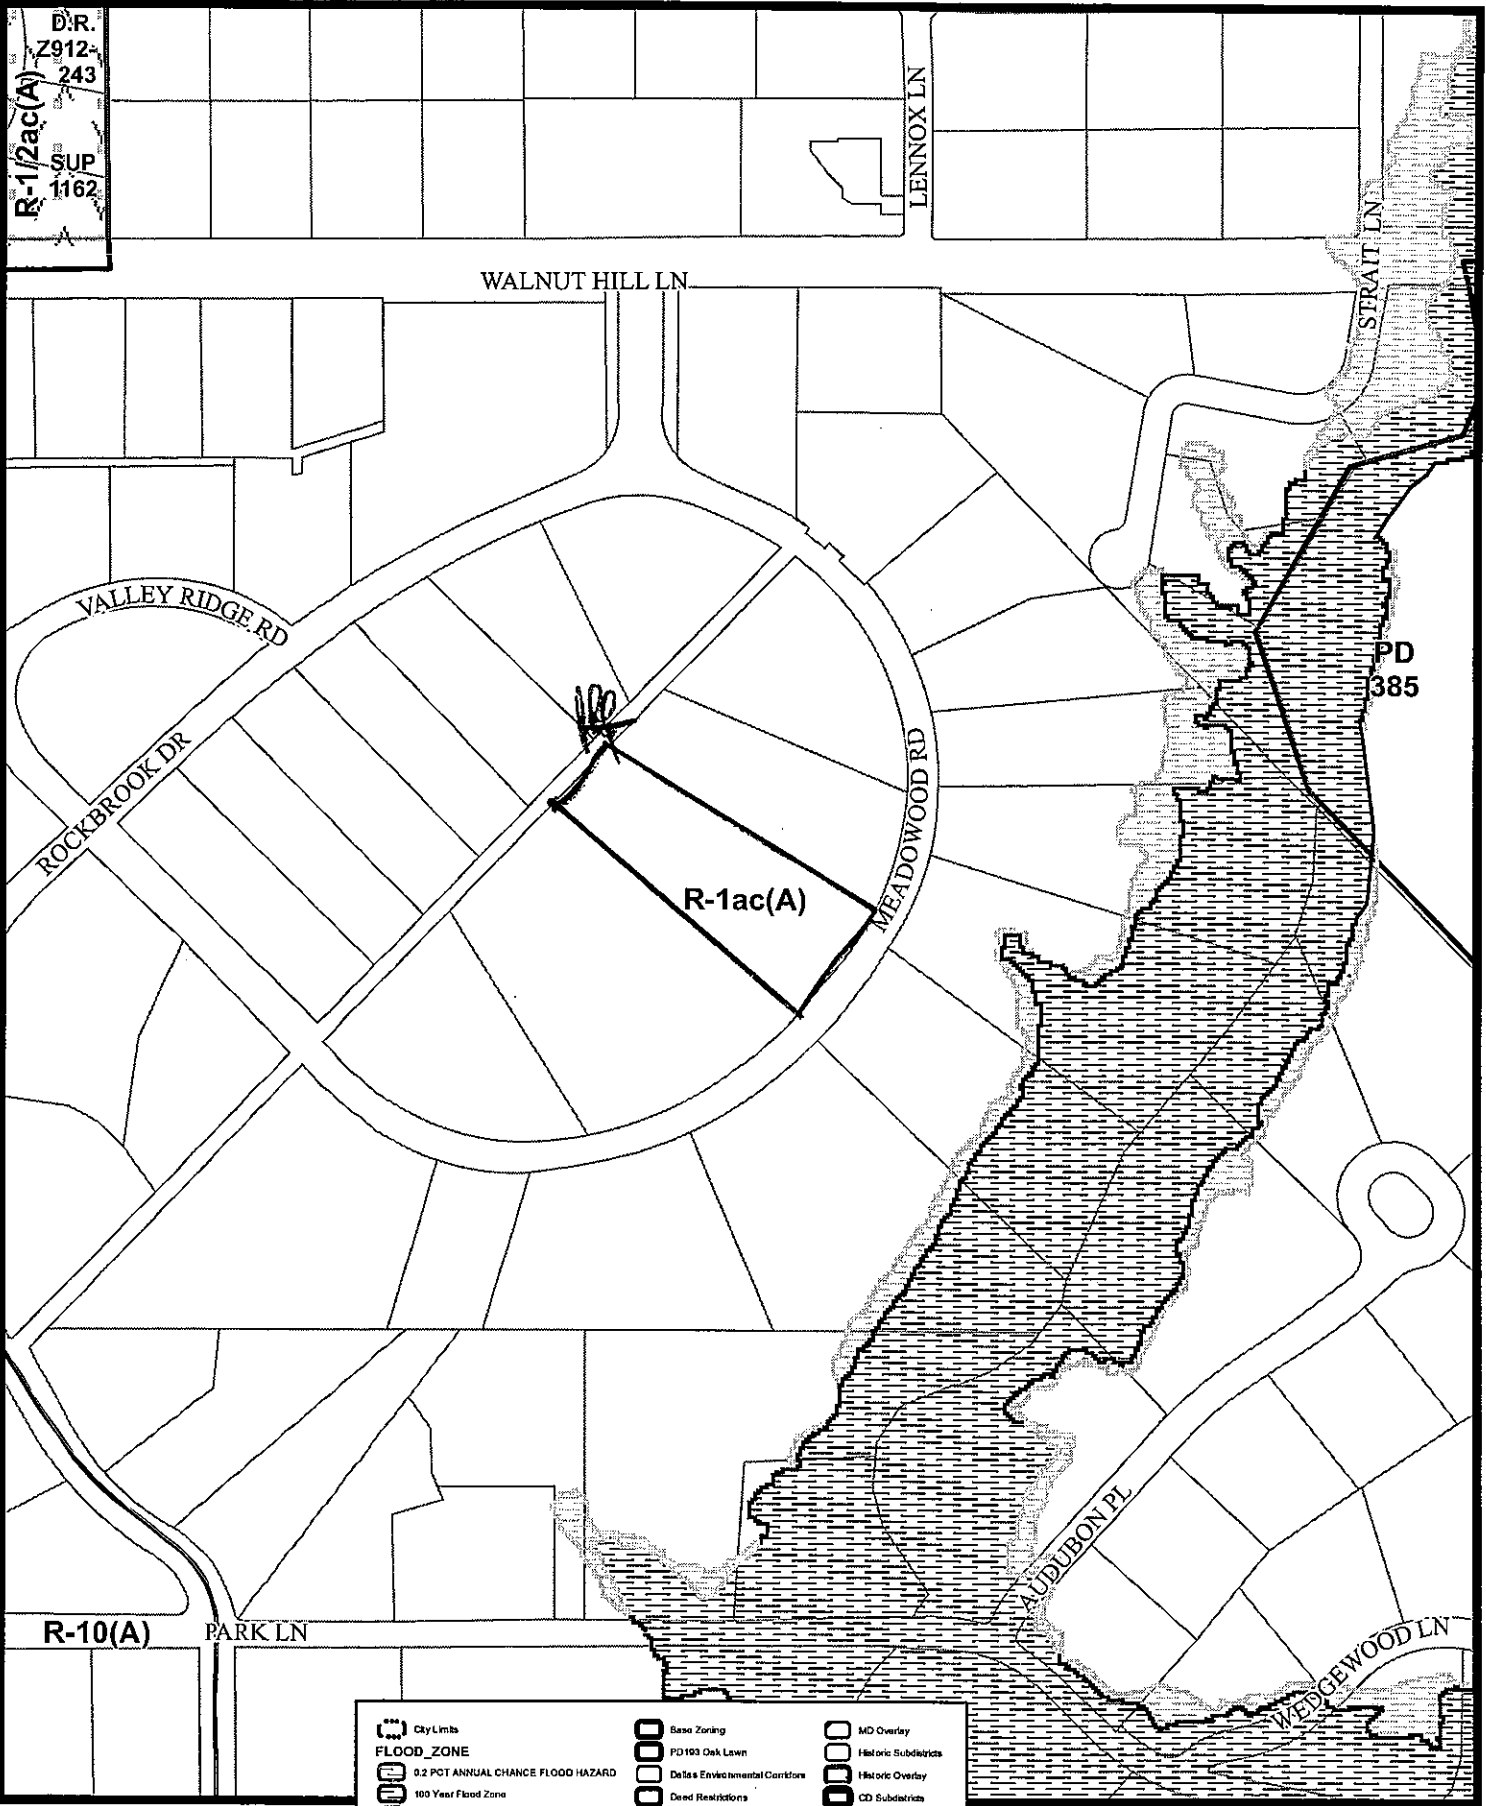 D.R.
Z912-
243
R-1/2ac(A)
SUP
1162
LENNOX LN
STRAIT LN
WALNUT HILL LN
VALLEY RIDGE RD
PD
385
ROCKBROOK DR
MEADOWOOD RD
R-1ac(A)
AUDUBON PL
R-10(A)
PARK LN
WEDGEWOOD LN
City Limits
FLOOD_ZONE
0.2 PCT ANNUAL CHANCE FLOOD HAZARD
100 Year Flood Zone
Base Zoning
PD193 Oak Lawn
Dallas Environmental Corridors
Deed Restrictions
MD Overlay
Historic Subdistricts
Historic Overlay
CD Subdistricts